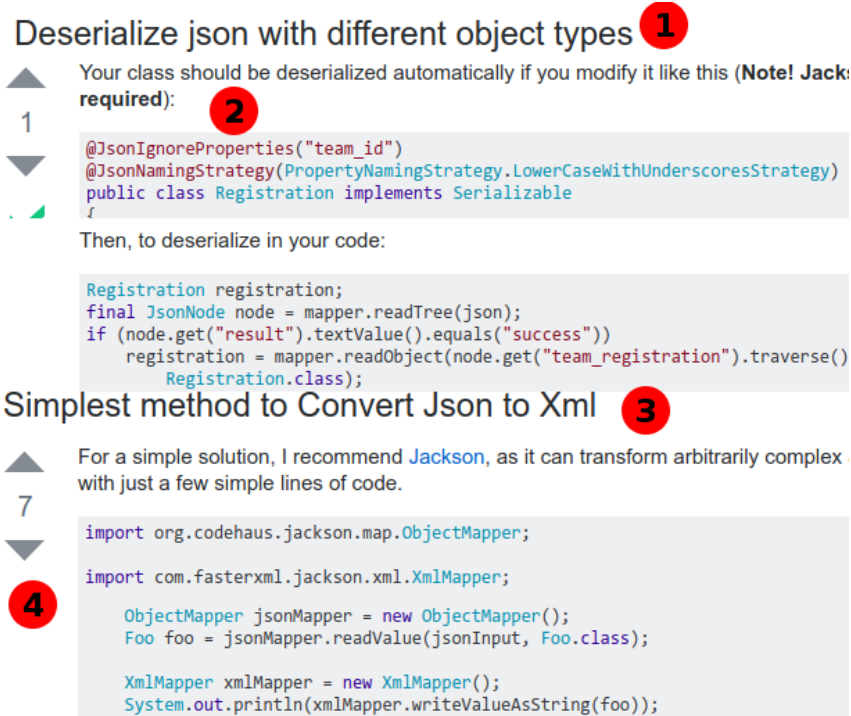 Deserialize json with different object types 1
Your class should be deserialized automatically if you modify it like this (Note! Jack
required):
2
1
@JsonIgnoreProperties("team_id")
@JsonNamingStrategy(PropertyNamingStrategy.LowerCaseWithUnderscoresStrategy)
public class Registration implements Serializable
{
Then, to deserialize in your code:
Registration registration;
final JsonNode node = mapper.readTree(json);
if (node.get("result").textValue().equals("success"))
registration = mapper.readObject(node.get("team_registration").traverse()
Registration.class);
Simplest method to Convert Json to Xml 3
For a simple solution, I recommend Jackson, as it can transform arbitrarily complex
with just a few simple lines of code.
7
import org.codehaus.jackson.map.ObjectMapper;
import com.fasterxml.jackson.xml.XmlMapper;
4
ObjectMapper jsonMapper = new ObjectMapper();
Foo foo = jsonMapper.readValue(jsonInput, Foo.class);
XmlMapper xmlMapper = new XmlMapper();
System.out.println(xmlMapper.writeValueAsString(foo));